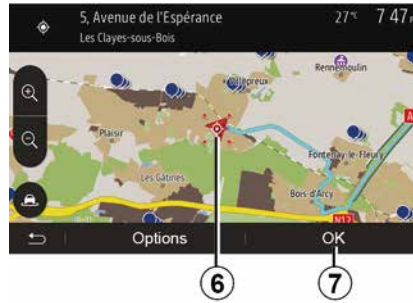 5, Avenue de l'Espérance
27°C
7 47
Les Clayes-sous-Bois
Rennemoulin
Villepreux
Plaisir
Fontenay-le-Fleury
Les Gâtines
Bois-d'Arcy
N12
Options
OK
6
7